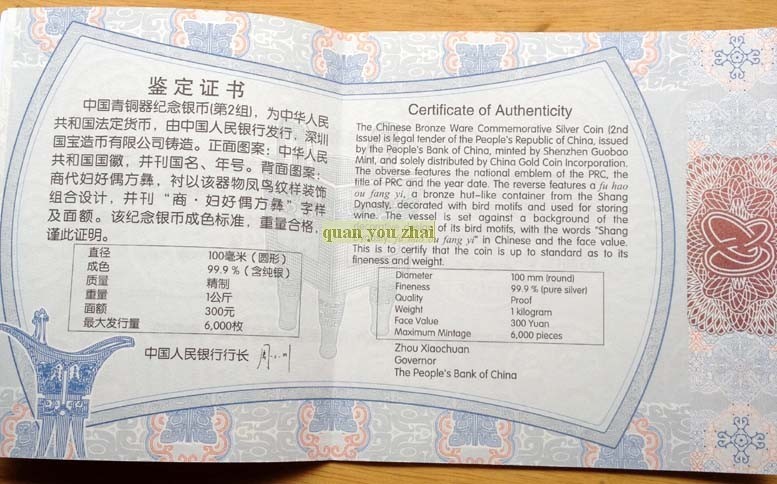 鉴定证书
中国青铜器纪念银币(第2组)，为中华人民
共和国法定货币，由中国人民银行发行，深圳
国宝造币有限公司铸造。正面图案：中华人民
共和国国徽，并刊国名、年号。背面图案：
商代妇好偶方彝，衬以该器物凤鸟纹样装饰
组合设计，并刊“商·妇好偶方彝”字样
及面额。该纪念银币成色标准，重量合格，
谨此证明。
直径 100毫米（圆形）
成色 99.9％（含纯银）
质量 精制
重量 1公斤
面额 300元
最大发行量 6,000枚
中国人民银行行长
Certificate of Authenticity
The Chinese Bronze Ware Commemorative Silver Coin (2nd
Issue) is legal tender of the People's Republic of China, issued
by the People's Bank of China, minted by Shenzhen Guobao
Mint, and solely distributed by China Gold Coin Incorporation.
The obverse features the national emblem of the PRC, the
title of PRC and the year date. The reverse features a fu hao
ou fang yi, a bronze hut-like container from the Shang
Dynasty, decorated with bird motifs and used for storing
wine. The vessel is set against a background of the
of its bird motifs, with the words "Shang
fang yi" in Chinese and the face value.
This is to certify that the coin is up to standard as to its
fineness and weight.
Diameter 100 mm (round)
Fineness 99.9 % (pure silver)
Quality Proof
Weight 1 kilogram
Face Value 300 Yuan
Maximum Mintage 6,000 pieces
Zhou Xiaochuan
Governor
The People's Bank of China
quan you zhai